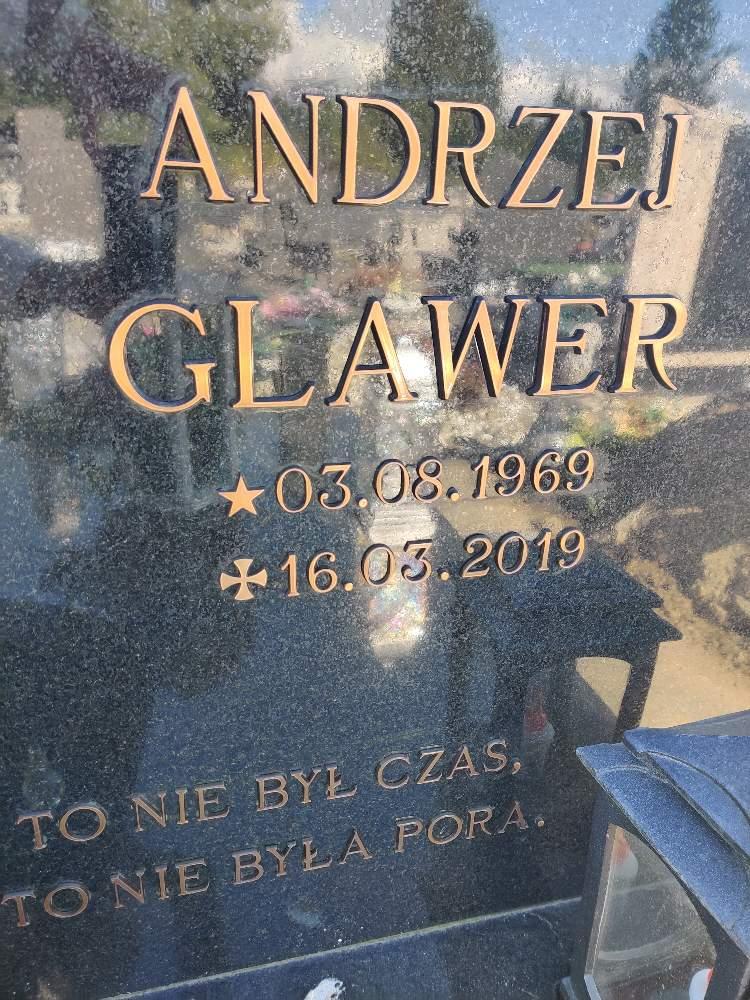 ANDRZEJ
GLAWER
★03.08.1969
✠16.03.2019
TO NIE BYŁ CZAS,
TO NIE BYŁA PORA.